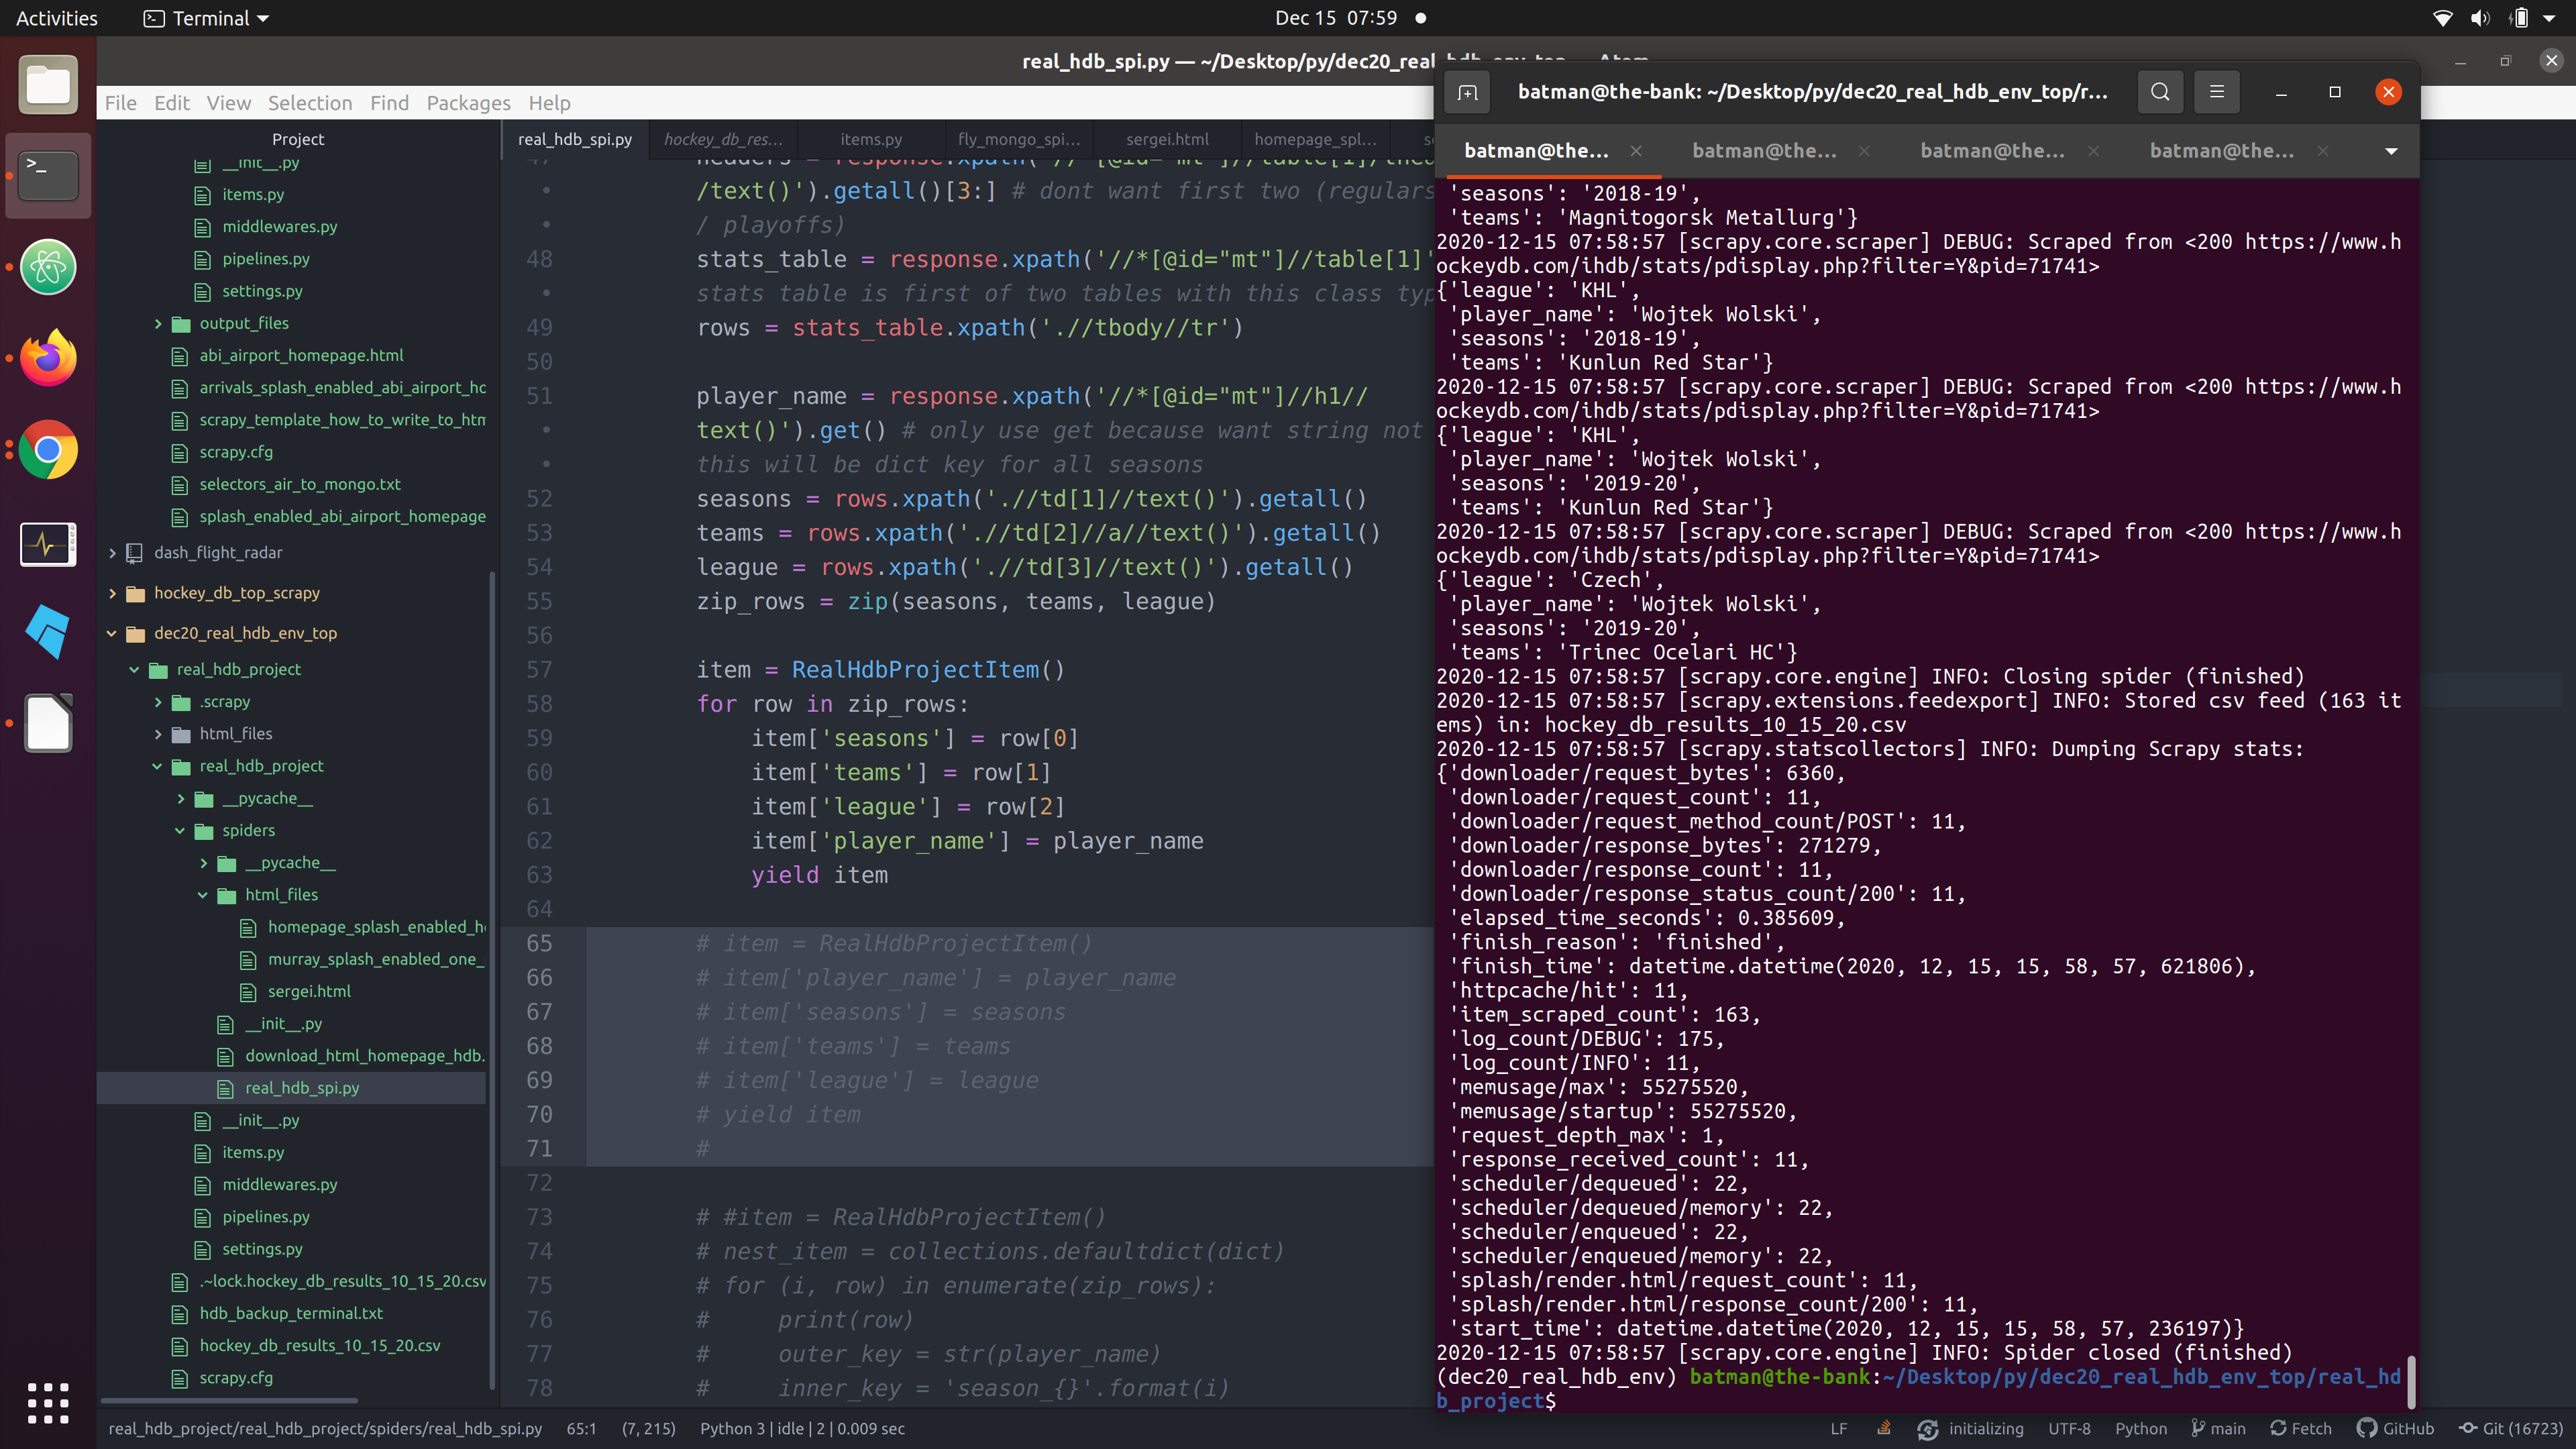 Activities
Terminal
Dec 15 07:59
real_hdb_spi.py — ~/Desktop/py/dec20_real_hdb_env_top — Atom
File Edit View Selection Find Packages Help
Project
__init__.py
items.py
middlewares.py
pipelines.py
settings.py
output_files
abi_airport_homepage.html
arrivals_splash_enabled_abi_airport_hc
scrapy_template_how_to_write_to_htm
scrapy.cfg
selectors_air_to_mongo.txt
splash_enabled_abi_airport_homepage
dash_flight_radar
hockey_db_top_scrapy
dec20_real_hdb_env_top
real_hdb_project
.scrapy
html_files
real_hdb_project
__pycache__
spiders
__pycache__
html_files
homepage_splash_enabled_h
murray_splash_enabled_one_
sergei.html
__init__.py
download_html_homepage_hdb.
real_hdb_spi.py
__init__.py
items.py
middlewares.py
pipelines.py
settings.py
.~lock.hockey_db_results_10_15_20.csv
hdb_backup_terminal.txt
hockey_db_results_10_15_20.csv
scrapy.cfg
real_hdb_spi.py hockey_db_res... items.py fly_mongo_spi... sergei.html homepage_spl...
47 headers = response.xpath('//*[@id="mt"]//table[1]/thea
/text()').getall()[3:] # dont want first two (regulars
/ playoffs)
48 stats_table = response.xpath('//*[@id="mt"]//table[1]'
stats table is first of two tables with this class typ
49 rows = stats_table.xpath('.//tbody//tr')
50
51 player_name = response.xpath('//*[@id="mt"]//h1//
text()').get() # only use get because want string not
this will be dict key for all seasons
52 seasons = rows.xpath('.//td[1]//text()').getall()
53 teams = rows.xpath('.//td[2]//a//text()').getall()
54 league = rows.xpath('.//td[3]//text()').getall()
55 zip_rows = zip(seasons, teams, league)
56
57 item = RealHdbProjectItem()
58 for row in zip_rows:
59 item['seasons'] = row[0]
60 item['teams'] = row[1]
61 item['league'] = row[2]
62 item['player_name'] = player_name
63 yield item
64
65 # item = RealHdbProjectItem()
66 # item['player_name'] = player_name
67 # item['seasons'] = seasons
68 # item['teams'] = teams
69 # item['league'] = league
70 # yield item
71 #
72
73 # #item = RealHdbProjectItem()
74 # nest_item = collections.defaultdict(dict)
75 # for (i, row) in enumerate(zip_rows):
76 # print(row)
77 # outer_key = str(player_name)
78 # inner_key = 'season_{}'.format(i)
batman@the-bank: ~/Desktop/py/dec20_real_hdb_env_top/r...
batman@the... batman@the... batman@the... batman@the...
'seasons': '2018-19',
'teams': 'Magnitogorsk Metallurg'}
2020-12-15 07:58:57 [scrapy.core.scraper] DEBUG: Scraped from <200 https://www.h
ockeydb.com/ihdb/stats/pdisplay.php?filter=Y&pid=71741>
{'league': 'KHL',
'player_name': 'Wojtek Wolski',
'seasons': '2018-19',
'teams': 'Kunlun Red Star'}
2020-12-15 07:58:57 [scrapy.core.scraper] DEBUG: Scraped from <200 https://www.h
ockeydb.com/ihdb/stats/pdisplay.php?filter=Y&pid=71741>
{'league': 'KHL',
'player_name': 'Wojtek Wolski',
'seasons': '2019-20',
'teams': 'Kunlun Red Star'}
2020-12-15 07:58:57 [scrapy.core.scraper] DEBUG: Scraped from <200 https://www.h
ockeydb.com/ihdb/stats/pdisplay.php?filter=Y&pid=71741>
{'league': 'Czech',
'player_name': 'Wojtek Wolski',
'seasons': '2019-20',
'teams': 'Trinec Ocelari HC'}
2020-12-15 07:58:57 [scrapy.core.engine] INFO: Closing spider (finished)
2020-12-15 07:58:57 [scrapy.extensions.feedexport] INFO: Stored csv feed (163 it
ems) in: hockey_db_results_10_15_20.csv
2020-12-15 07:58:57 [scrapy.statscollectors] INFO: Dumping Scrapy stats:
{'downloader/request_bytes': 6360,
'downloader/request_count': 11,
'downloader/request_method_count/POST': 11,
'downloader/response_bytes': 271279,
'downloader/response_count': 11,
'downloader/response_status_count/200': 11,
'elapsed_time_seconds': 0.385609,
'finish_reason': 'finished',
'finish_time': datetime.datetime(2020, 12, 15, 15, 58, 57, 621806),
'httpcache/hit': 11,
'item_scraped_count': 163,
'log_count/DEBUG': 175,
'log_count/INFO': 11,
'memusage/max': 55275520,
'memusage/startup': 55275520,
'request_depth_max': 1,
'response_received_count': 11,
'scheduler/dequeued': 22,
'scheduler/dequeued/memory': 22,
'scheduler/enqueued': 22,
'scheduler/enqueued/memory': 22,
'splash/render.html/request_count': 11,
'splash/render.html/response_count/200': 11,
'start_time': datetime.datetime(2020, 12, 15, 15, 58, 57, 236197)}
2020-12-15 07:58:57 [scrapy.core.engine] INFO: Spider closed (finished)
(dec20_real_hdb_env) batman@the-bank:~/Desktop/py/dec20_real_hdb_env_top/real_hd
b_project$
real_hdb_project/real_hdb_project/spiders/real_hdb_spi.py 65:1 (7, 215) Python 3 | idle | 2 | 0.009 sec
LF initializing UTF-8 Python main Fetch GitHub Git (16723)